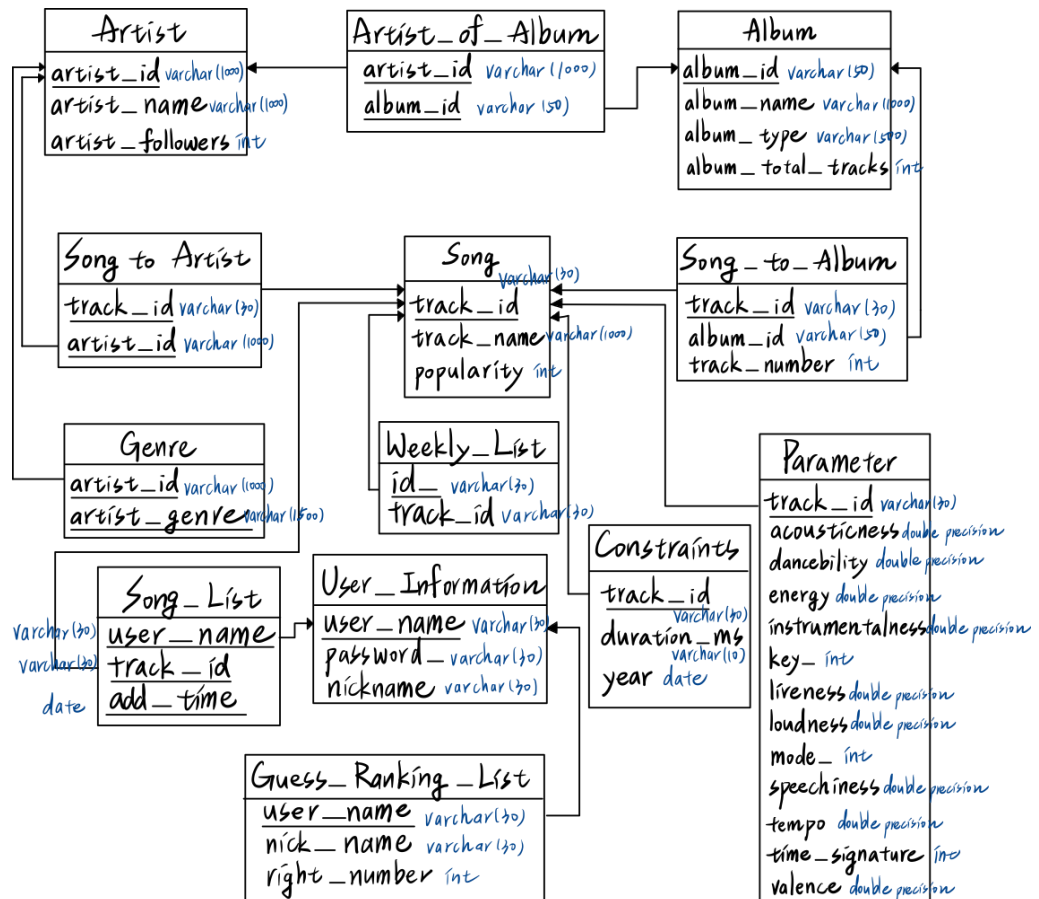 Artist
artist_id varchar(1000)
artist_name varchar(1000)
artist_followers int
Artist_of_Album
artist_id varchar(1000)
album_id varchar(50)
Album
album_id varchar(50)
album_name varchar(1000)
album_type varchar(500)
album_total_tracks int
Song to Artist
track_id varchar(30)
artist_id varchar(1000)
Song
varchar(30)
track_id
track_name varchar(1000)
popularity int
Song_to_Album
track_id varchar(30)
album_id varchar(50)
track_number int
Genre
artist_id varchar(1000)
artist_genre varchar(1500)
Weekly_List
id_ varchar(30)
track_id varchar(30)
Parameter
track_id varchar(30)
acousticness double precision
dancebility double precision
energy double precision
instrumentalness double precision
key_ int
liveness double precision
loudness double precision
mode_ int
speechiness double precision
tempo double precision
time_signature int
valence double precision
Constraints
track_id
varchar(30)
duration_ms
varchar(10)
year date
Song_List
varchar(30) user_name
varchar(30) track_id
date add_time
User_Information
user_name varchar(30)
password_ varchar(30)
nickname varchar(30)
Guess_Ranking_List
user_name varchar(30)
nick_name varchar(30)
right_number int